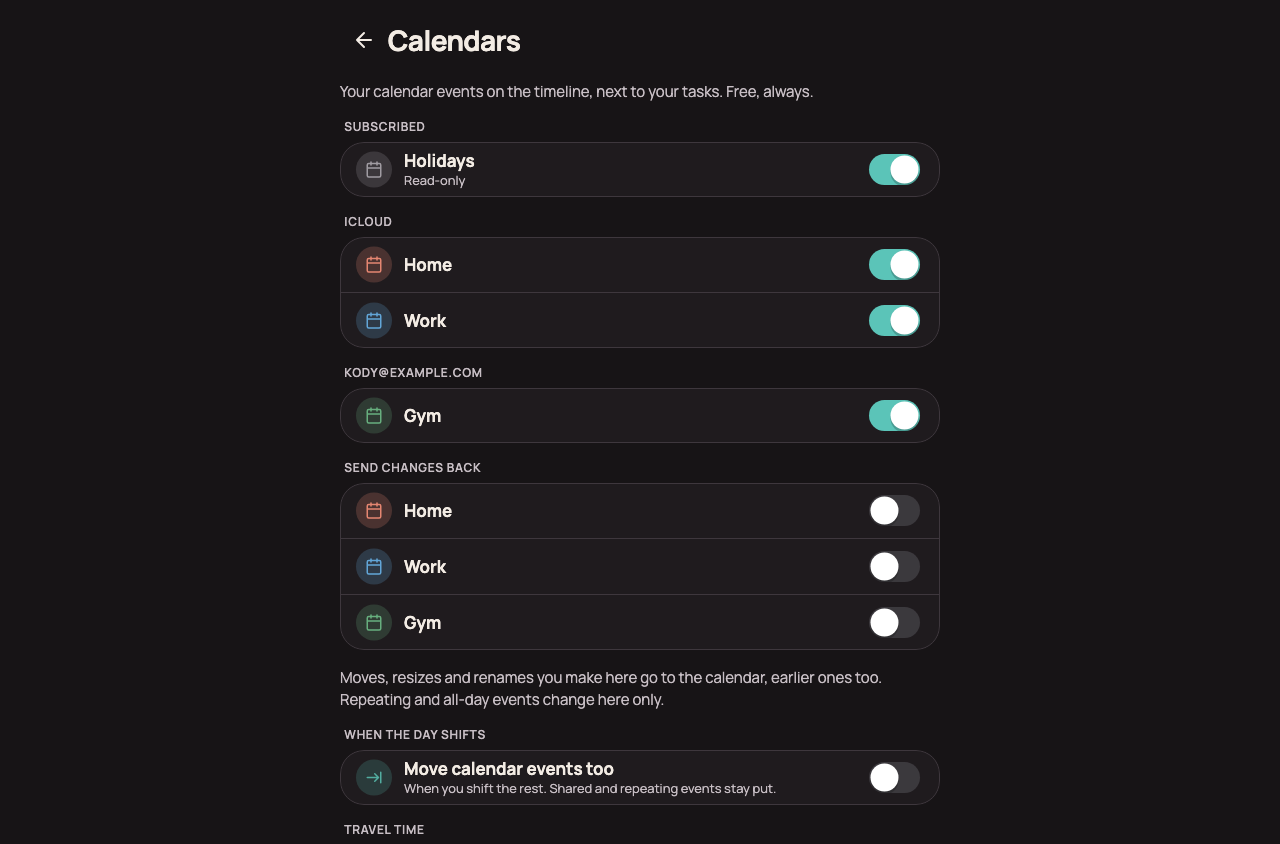 Calendars
Your calendar events on the timeline, next to your tasks. Free, always.
SUBSCRIBED
Holidays
Read-only
ICLOUD
Home
Work
KODY@EXAMPLE.COM
Gym
SEND CHANGES BACK
Home
Work
Gym
Moves, resizes and renames you make here go to the calendar, earlier ones too.
Repeating and all-day events change here only.
WHEN THE DAY SHIFTS
Move calendar events too
When you shift the rest. Shared and repeating events stay put.
TRAVEL TIME